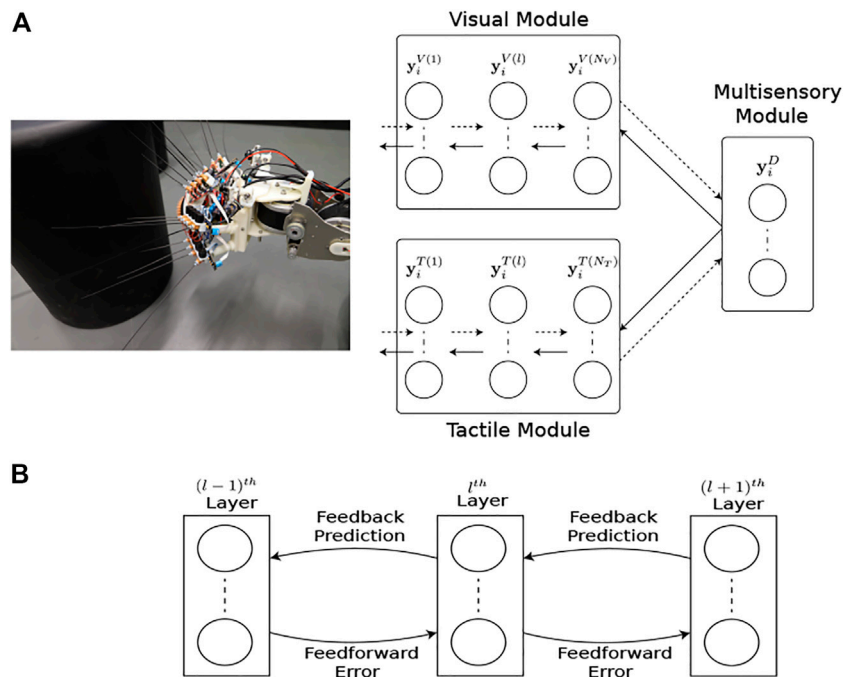 A
Visual Module
y_i^{V(1)} y_i^{V(l)} y_i^{V(N_V)}
Multisensory
Module
y_i^D
y_i^{T(1)} y_i^{T(l)} y_i^{T(N_T)}
Tactile Module
B
(l − 1)^{th}
Layer
l^{th}
Layer
(l + 1)^{th}
Layer
Feedback
Prediction
Feedback
Prediction
Feedforward
Error
Feedforward
Error